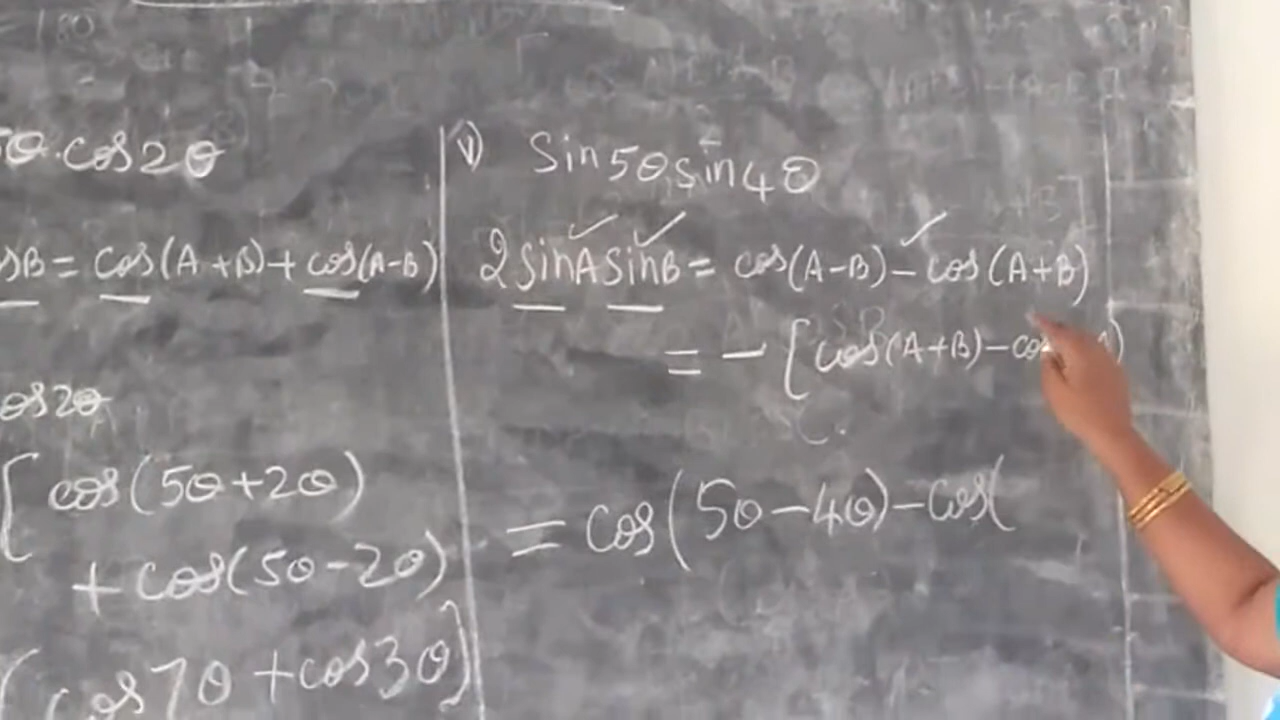 θ.cos2θ
sB = cos(A+B)+cos(A-B)
os2θ
[cos(5θ+2θ)
+cos(5θ-2θ)]
(cos7θ+cos3θ)
v) Sin5θsin4θ
2sinAsinB = cos(A-B)-cos(A+B)
= -[cos(A+B)-co )
= cos(5θ-4θ)-cos(